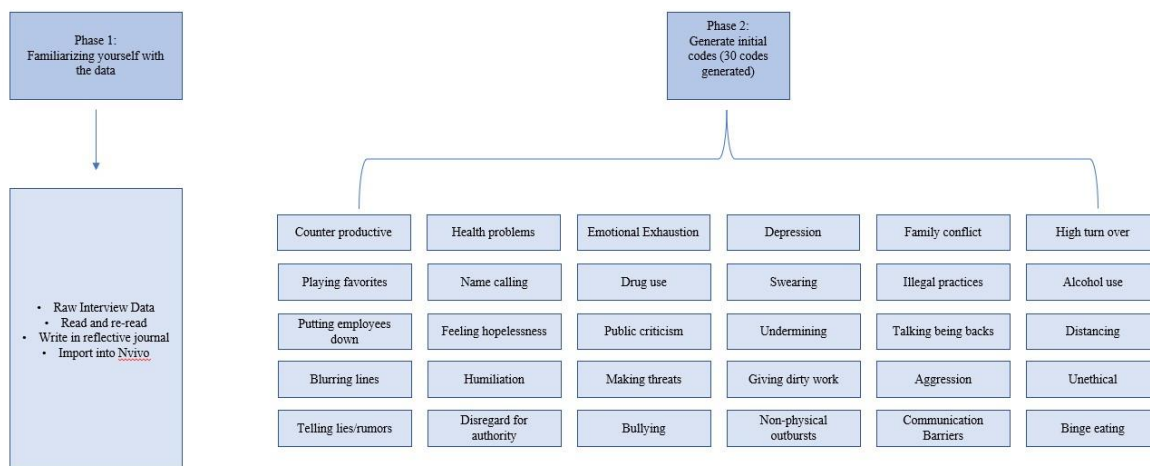 Phase 1:
Familiarizing yourself with
the data
• Raw Interview Data
• Read and re-read
• Write in reflective journal
• Import into Nvivo
Phase 2:
Generate initial
codes (30 codes
generated)
Counter productive
Health problems
Emotional Exhaustion
Depression
Family conflict
High turn over
Playing favorites
Name calling
Drug use
Swearing
Illegal practices
Alcohol use
Putting employees
down
Feeling hopelessness
Public criticism
Undermining
Talking being backs
Distancing
Blurring lines
Humiliation
Making threats
Giving dirty work
Aggression
Unethical
Telling lies/rumors
Disregard for
authority
Bullying
Non-physical
outbursts
Communication
Barriers
Binge eating